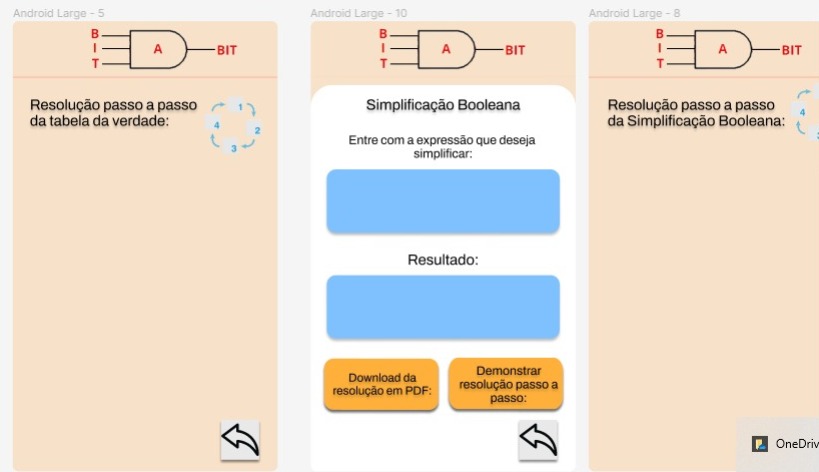 Android Large - 5
B
I
T
A
BIT
Resolução passo a passo
da tabela da verdade:
1
2
3
4
Android Large - 10
B
I
T
A
BIT
Simplificação Booleana
Entre com a expressão que deseja
simplificar:
Resultado:
Download da
resolução em PDF:
Demonstrar
resolução passo a
passo:
Android Large - 8
B
I
T
A
BIT
Resolução passo a passo
da Simplificação Booleana:
4
OneDriv